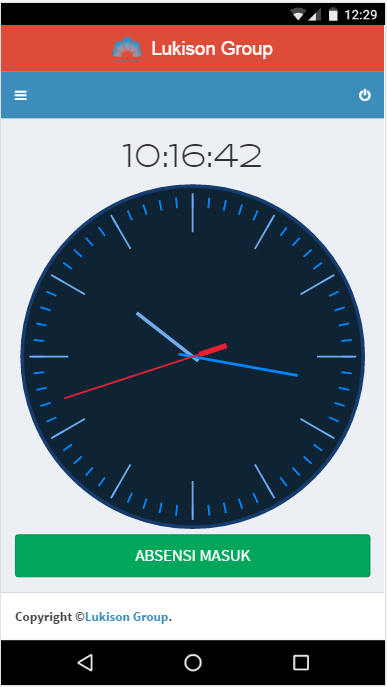 12:29
Lukison Group
10:16:42
ABSENSI MASUK
Copyright ©Lukison Group.